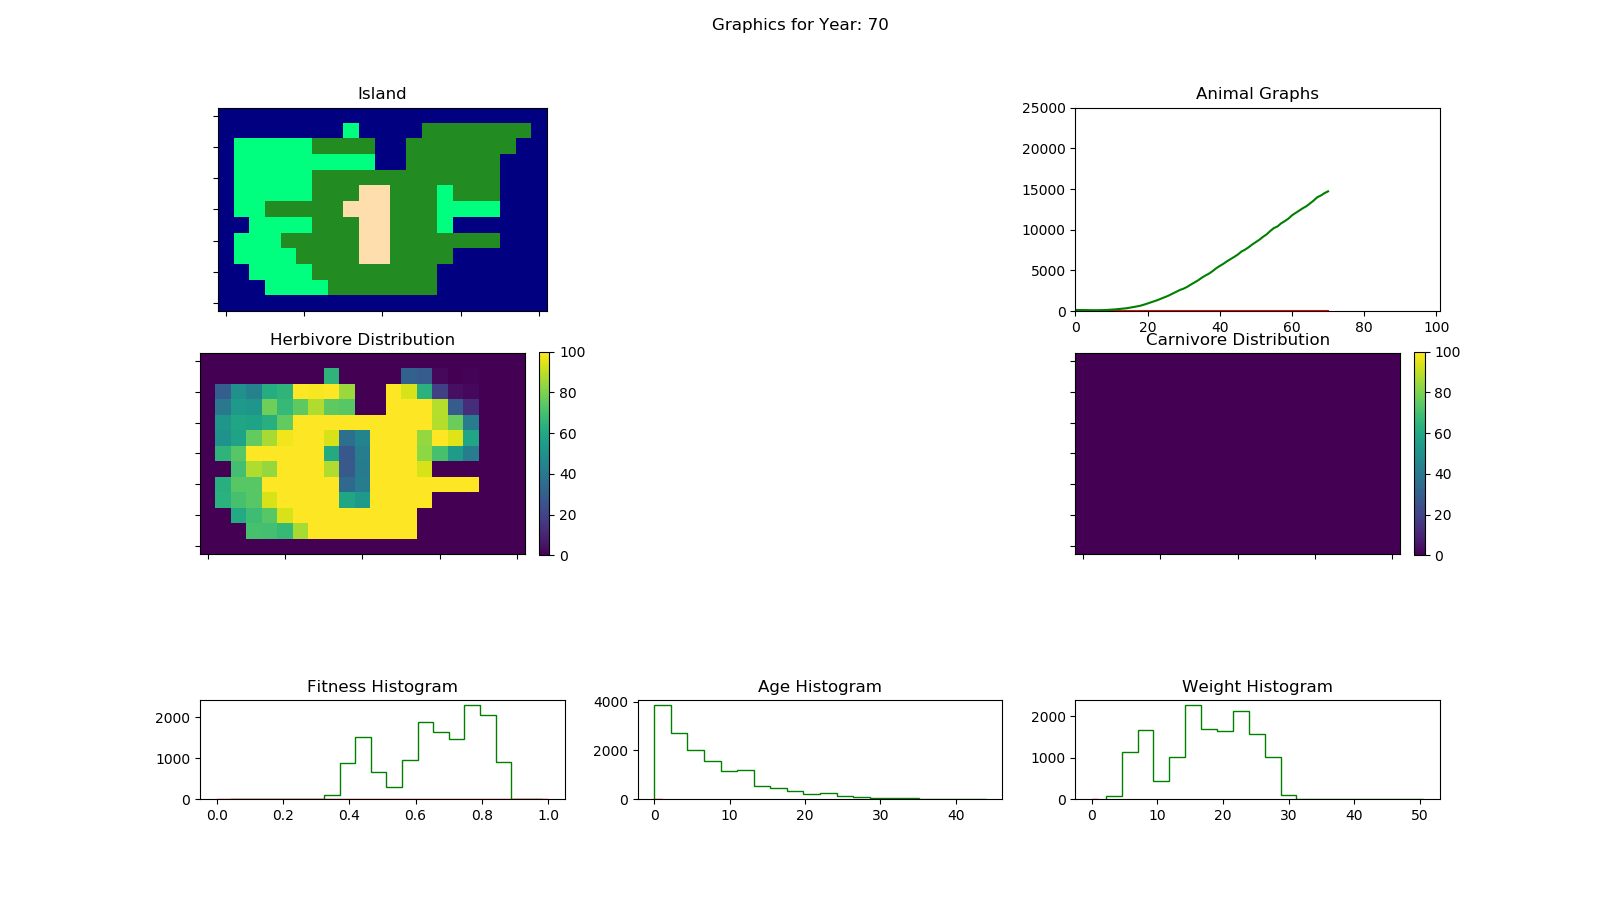 Graphics for Year: 70
Island
Animal Graphs
25000
20000
15000
10000
5000
0
0 20 40 60 80 100
Herbivore Distribution
100
80
60
40
20
0
Carnivore Distribution
100
80
60
40
20
0
Fitness Histogram
2000
1000
0
0.0 0.2 0.4 0.6 0.8 1.0
Age Histogram
4000
2000
0
0 10 20 30 40
Weight Histogram
2000
1000
0
0 10 20 30 40 50